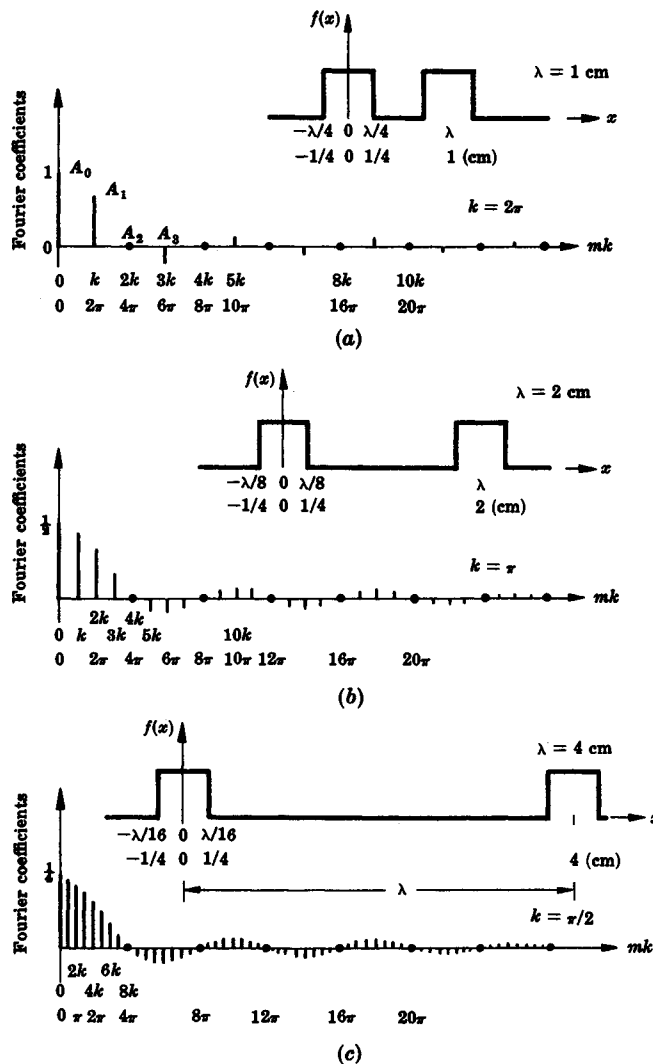 f(x)
λ = 1 cm
−λ/4 0 λ/4 λ x
−1/4 0 1/4 1 (cm)
Fourier coefficients
1
A₀
A₁
k = 2π
A₂ A₃
0 mk
0 k 2k 3k 4k 5k 8k 10k
0 2π 4π 6π 8π 10π 16π 20π
(a)
f(x)
λ = 2 cm
x
−λ/8 0 λ/8 λ
−1/4 0 1/4 2 (cm)
Fourier coefficients
k = π
mk
2k 4k 10k
0 k 3k 5k
0 2π 4π 6π 8π 10π 12π 16π 20π
(b)
f(x)
λ = 4 cm
−λ/16 0 λ/16
−1/4 0 1/4 4 (cm)
Fourier coefficients
λ
k = π/2
mk
2k 6k
0 4k 8k
0 π 2π 4π 8π 12π 16π 20π
(c)